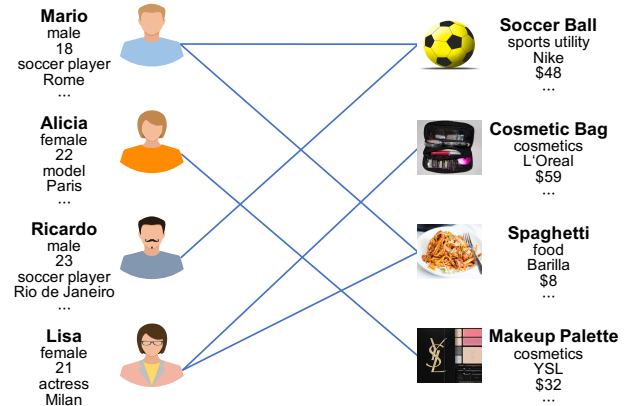 Mario
male
18
soccer player
Rome
...
Alicia
female
22
model
Paris
...
Ricardo
male
23
soccer player
Rio de Janeiro
...
Lisa
female
21
actress
Milan
Soccer Ball
sports utility
Nike
$48
...
Cosmetic Bag
cosmetics
L'Oreal
$59
...
Spaghetti
food
Barilla
$8
...
Makeup Palette
cosmetics
YSL
$32
...
YSL